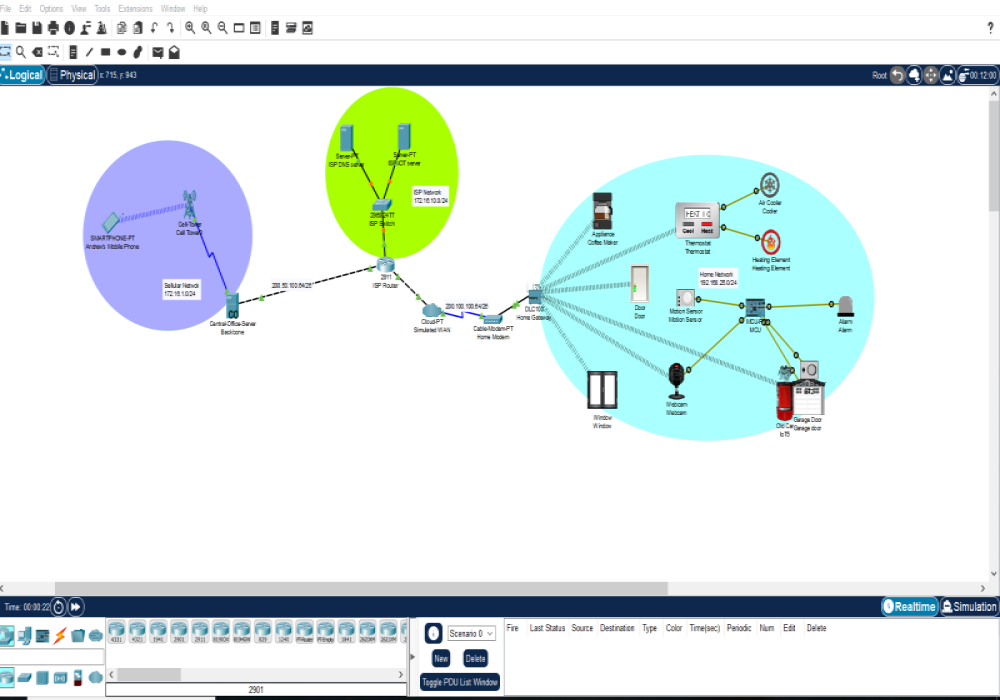 File Edit Options View Tools Extensions Window Help
?
Logical Physical x: 715, y: 943 Root 00:12:00
Server-PT
ISP DNS server
Server-PT
ISP IOT server
ISP Network
172.16.10.0/24
2950-24TT
ISP Switch
2911
ISP Router
SMARTPHONE-PT
Andrew's Mobile Phone
Cell-Tower
Cell Tower
Sellular Network
172.16.1.0/24
Central-Office-Server
Backbone
200.50.100.64/26
200.100.100.64/26
Cloud-PT
Simulated WAN
Cable-Modem-PT
Home Modem
DLC100
Home Gateway
Appliance
Coffee Maker
HEAT
Cool Heat
Thermostat
Thermostat
Air Cooler
Cooler
Heating Element
Heating Element
Home Network
192.168.25.0/24
Door
Door
Motion Sensor
Motion Sensor
MCU-PT
MCU
Alarm
Alarm
Webcam
Webcam
Window
Window
Old Car
IoT5
Garage Door
Garage door
Time: 00:00:22 Realtime Simulation
4331 4321 1941 2901 2911 819IOX 819HGW 829 1240 PT-Router PT-Empty 1841 2620XM 2621XM
2901
Scenario 0
New Delete
Toggle PDU List Window
Fire Last Status Source Destination Type Color Time(sec) Periodic Num Edit Delete